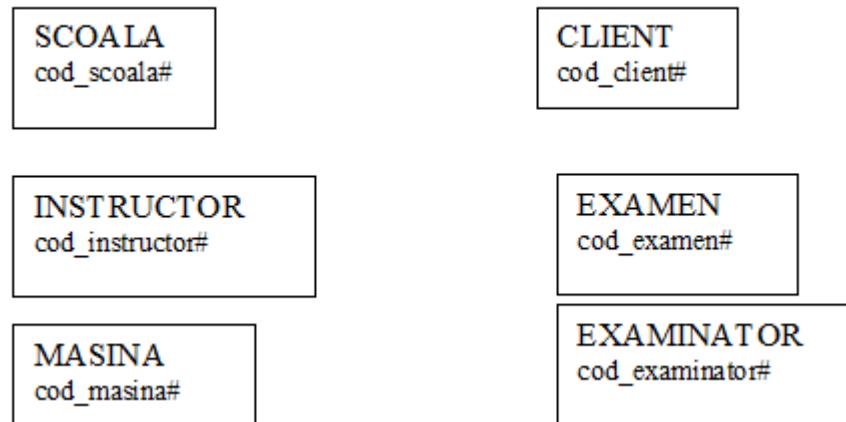 SCOALA
cod_scoala#
CLIENT
cod_client#
INSTRUCTOR
cod_instructor#
EXAMEN
cod_examen#
MASINA
cod_masina#
EXAMINATOR
cod_examinator#